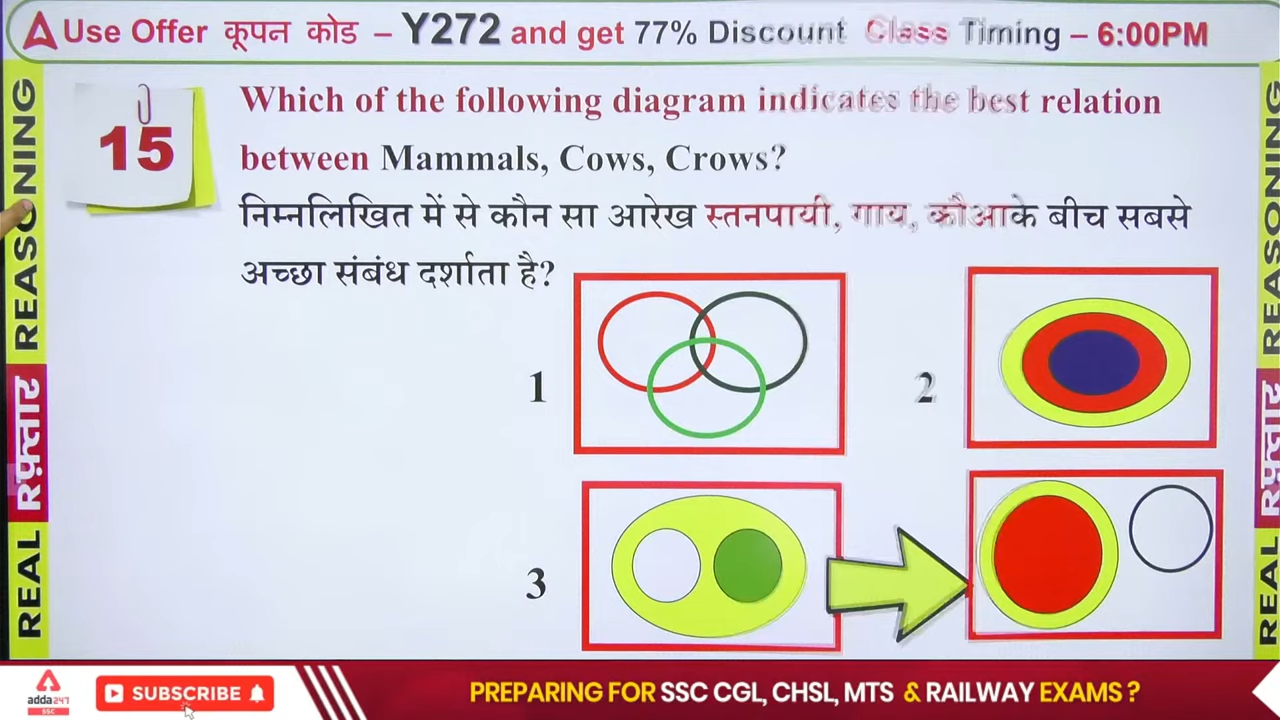 Use Offer कूपन कोड – Y272 and get 77% Discount Class Timing – 6:00PM
REAL रफ़्तार REASONING
15
Which of the following diagram indicates the best relation
between Mammals, Cows, Crows?
निम्नलिखित में से कौन सा आरेख स्तनपायी, गाय, कौआके बीच सबसे
अच्छा संबंध दर्शाता है?
1
2
3
REAL रफ़्तार REASONING
adda247
SSC
SUBSCRIBE
PREPARING FOR SSC CGL, CHSL, MTS & RAILWAY EXAMS ?